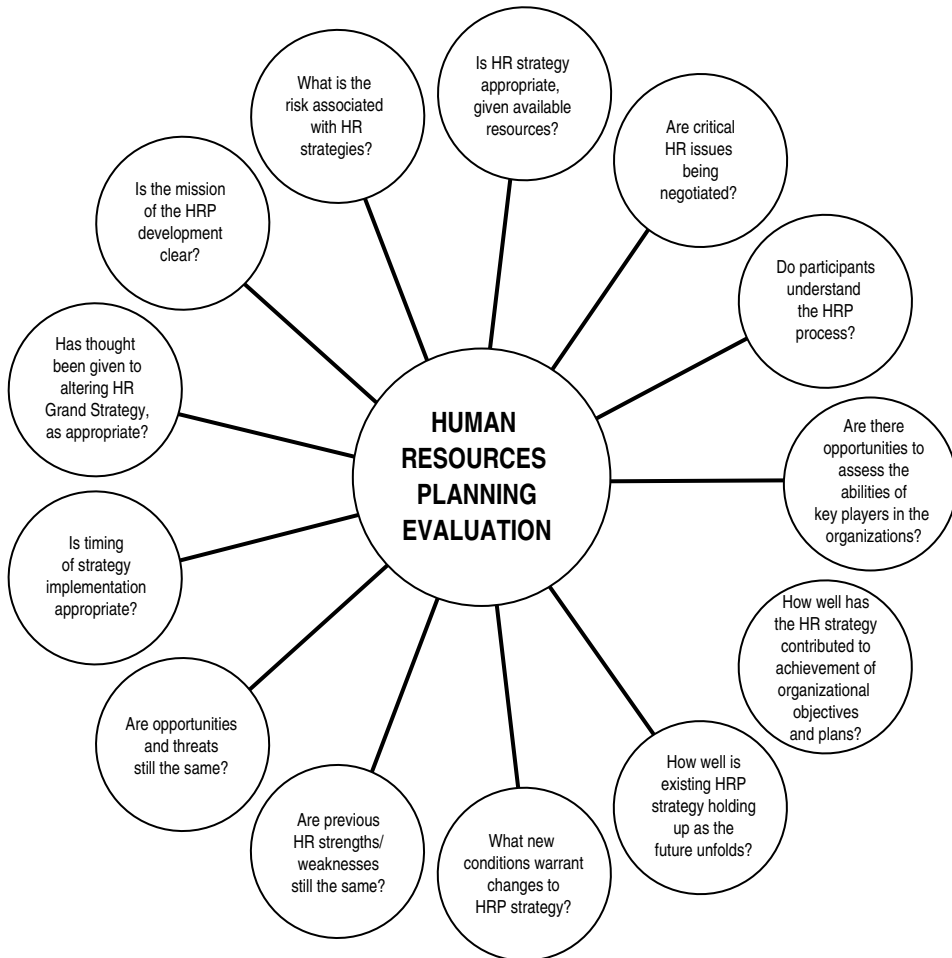 HUMAN
RESOURCES
PLANNING
EVALUATION
Is HR strategy
appropriate,
given available
resources?
Are critical
HR issues
being
negotiated?
Do participants
understand
the HRP
process?
Are there
opportunities to
assess the
abilities of
key players in the
organizations?
How well has
the HR strategy
contributed to
achievement of
organizational
objectives
and plans?
How well is
existing HRP
strategy holding
up as the
future unfolds?
What new
conditions warrant
changes to
HRP strategy?
Are previous
HR strengths/
weaknesses
still the same?
Are opportunities
and threats
still the same?
Is timing
of strategy
implementation
appropriate?
Has thought
been given to
altering HR
Grand Strategy,
as appropriate?
Is the mission
of the HRP
development
clear?
What is the
risk associated
with HR
strategies?